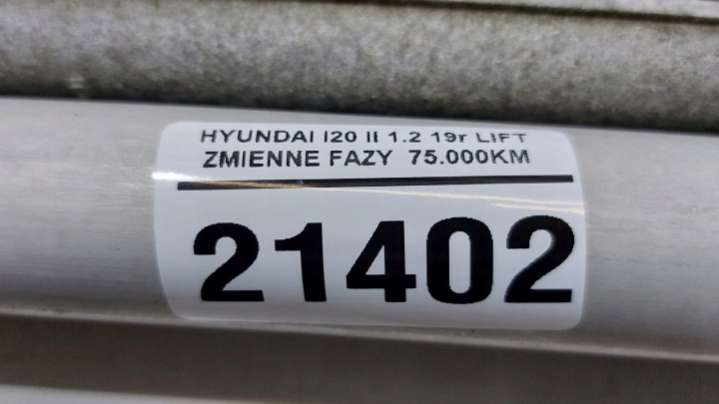 HYUNDAI I20 II 1.2 19r LIFT
ZMIENNE FAZY 75.000KM
21402